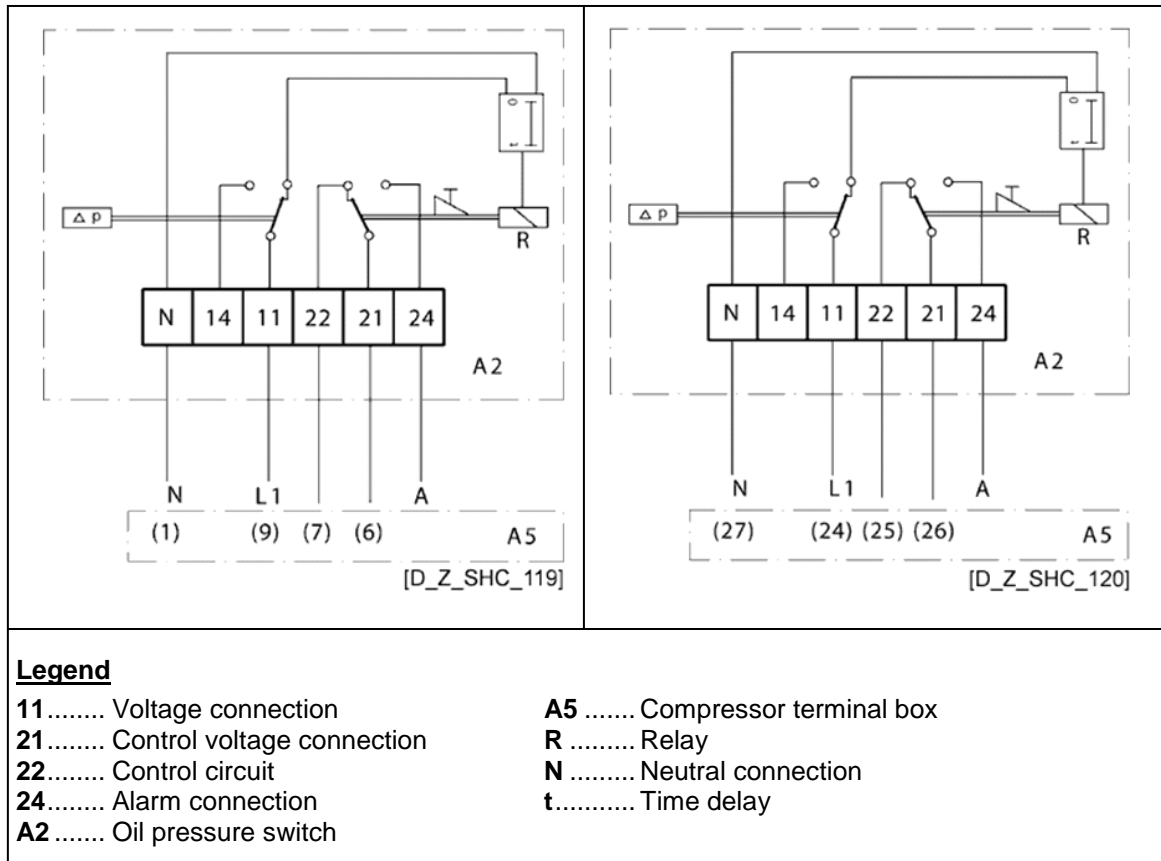 0
t
Δ p
R
N 14 11 22 21 24
A2
N L1 A
(1) (9) (7) (6) A5
[D_Z_SHC_119]
0
t
Δ p
R
N 14 11 22 21 24
A2
N L1 A
(27) (24) (25) (26) A5
[D_Z_SHC_120]
Legend
11........ Voltage connection
21........ Control voltage connection
22........ Control circuit
24........ Alarm connection
A2 ....... Oil pressure switch
A5 ....... Compressor terminal box
R ......... Relay
N ......... Neutral connection
t........... Time delay